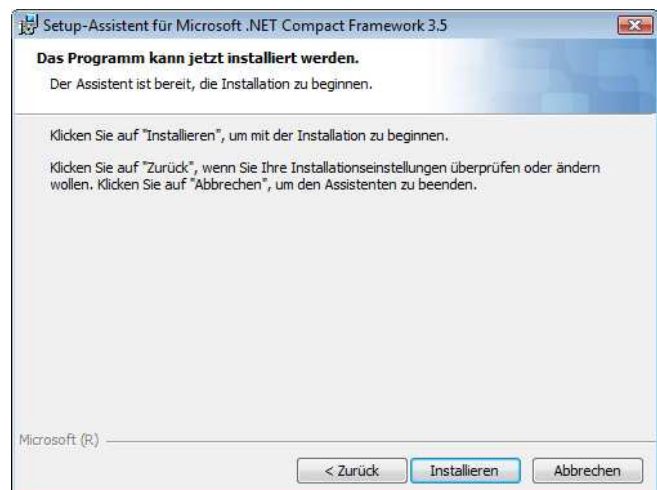 Setup-Assistent für Microsoft .NET Compact Framework 3.5
Das Programm kann jetzt installiert werden.
Der Assistent ist bereit, die Installation zu beginnen.
Klicken Sie auf "Installieren", um mit der Installation zu beginnen.
Klicken Sie auf "Zurück", wenn Sie Ihre Installationseinstellungen überprüfen oder ändern
wollen. Klicken Sie auf "Abbrechen", um den Assistenten zu beenden.
Microsoft (R)
< Zurück Installieren Abbrechen